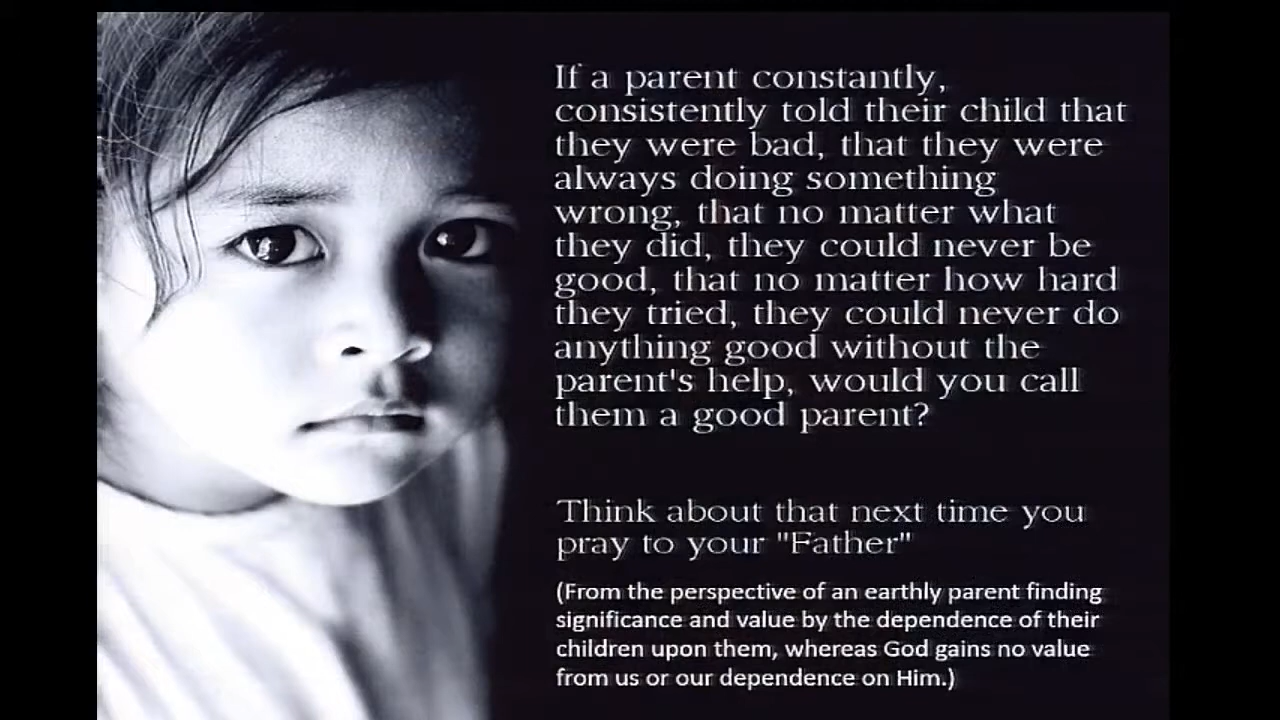 If a parent constantly,
consistently told their child that
they were bad, that they were
always doing something
wrong, that no matter what
they did, they could never be
good, that no matter how hard
they tried, they could never do
anything good without the
parent's help, would you call
them a good parent?
Think about that next time you
pray to your "Father"
(From the perspective of an earthly parent finding
significance and value by the dependence of their
children upon them, whereas God gains no value
from us or our dependence on Him.)